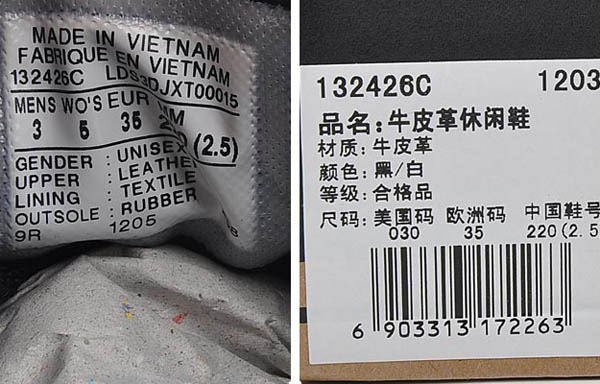 MADE IN VIETNAM
FABRIQUE EN VIETNAM
132426C LDS3DJXT00015
MENS WO'S EUR
3 5 35 (2.5)
GENDER : UNISEX
UPPER : LEATHER
LINING : TEXTILE
OUTSOLE : RUBBER
9R 1205
132426C 1203
品名:牛皮革休闲鞋
材质:牛皮革
颜色:黑/白
等级:合格品
尺码:美国码 欧洲码 中国鞋号
030 35 220(2.5
6 903313 172263